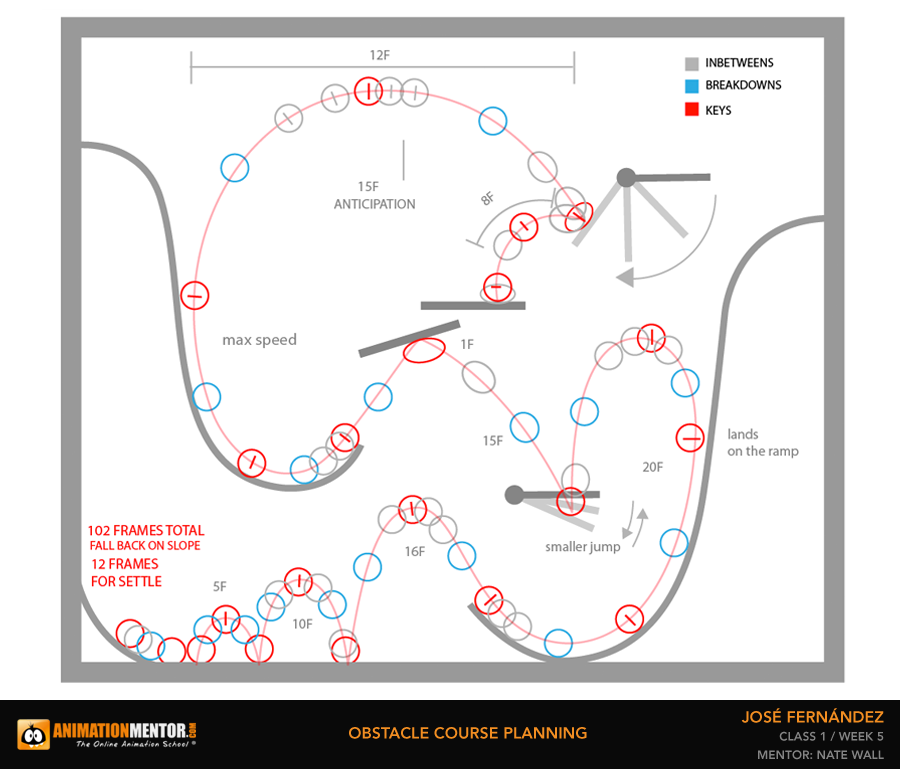 12F
INBETWEENS
BREAKDOWNS
KEYS
15F
ANTICIPATION
8F
max speed
1F
15F
lands
on the ramp
20F
smaller jump
102 FRAMES TOTAL
FALL BACK ON SLOPE
12 FRAMES
FOR SETTLE
16F
5F
10F
ANIMATIONMENTOR.COM
The Online Animation School®
OBSTACLE COURSE PLANNING
JOSÉ FERNÁNDEZ
CLASS 1 / WEEK 5
MENTOR: NATE WALL